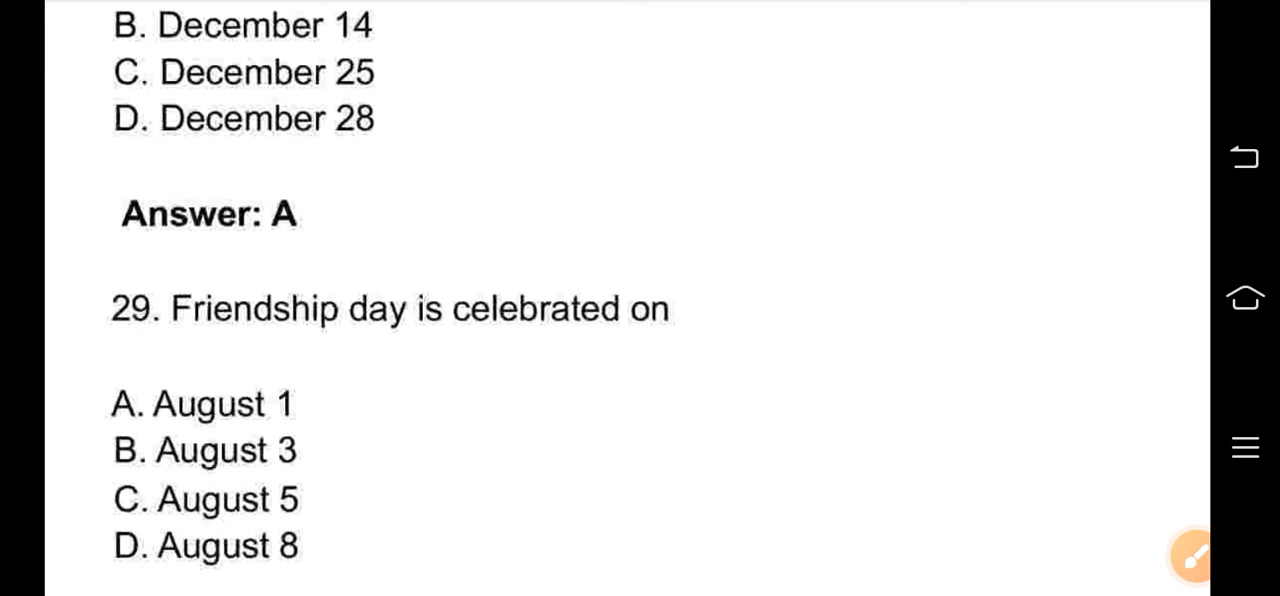 B. December 14
C. December 25
D. December 28
Answer: A
29. Friendship day is celebrated on
A. August 1
B. August 3
C. August 5
D. August 8